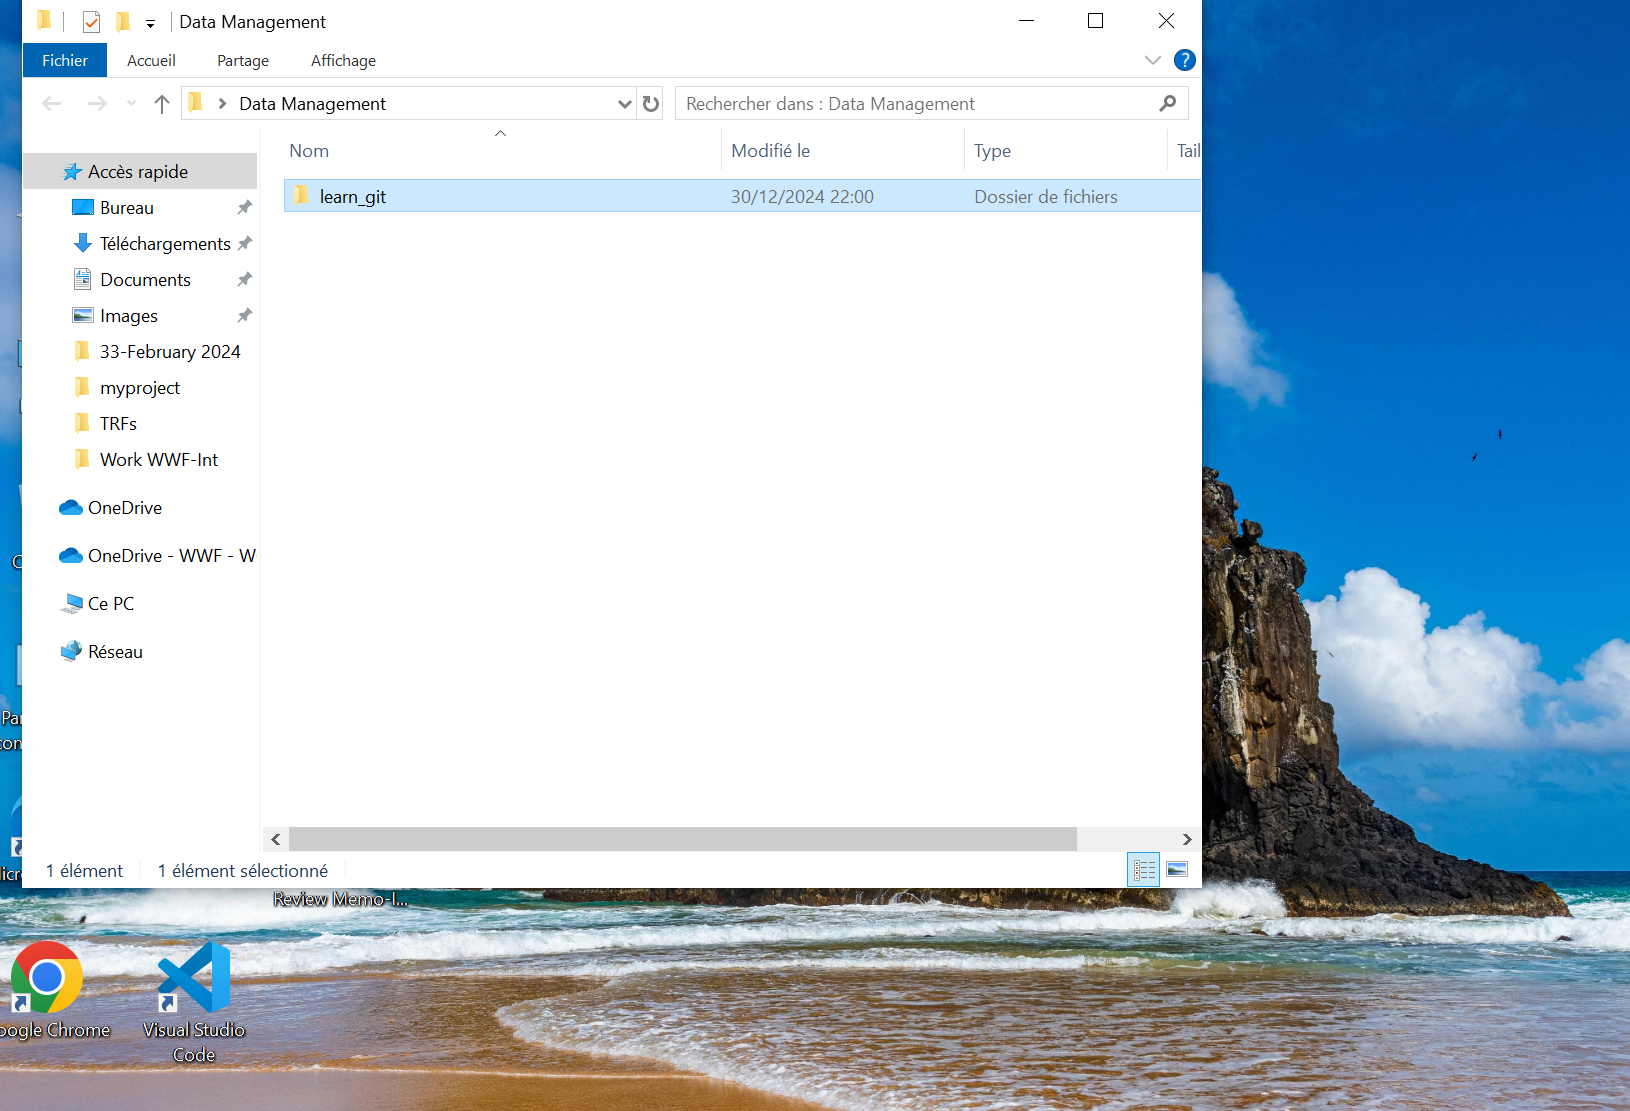 Data Management
Fichier Accueil Partage Affichage
Data Management
Rechercher dans : Data Management
Nom Modifié le Type Tail
learn_git 30/12/2024 22:00 Dossier de fichiers
Accès rapide
Bureau
Téléchargements
Documents
Images
33-February 2024
myproject
TRFs
Work WWF-Int
OneDrive
OneDrive - WWF - W
Ce PC
Réseau
1 élément 1 élément sélectionné
Review Memo-I...
oogle Chrome
Visual Studio
Code